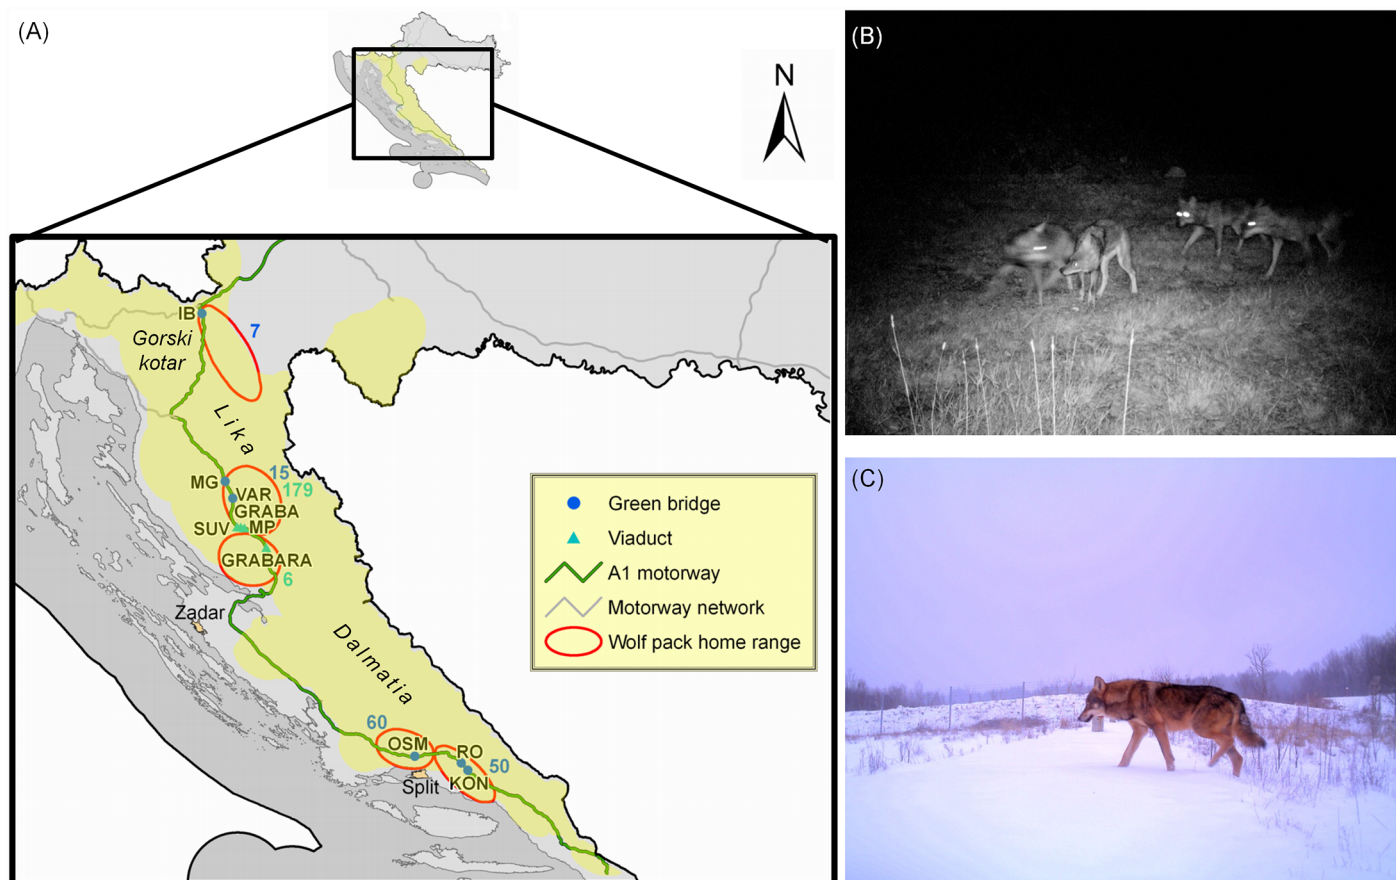 (A)
N
IB
Gorski
kotar
7
Lika
MG
15
179
VAR
GRABA
SUV
MP
GRABARA
6
Zadar
Dalmatia
60
OSM
RO
50
KON
Split
Green bridge
Viaduct
A1 motorway
Motorway network
Wolf pack home range
(B)
(C)